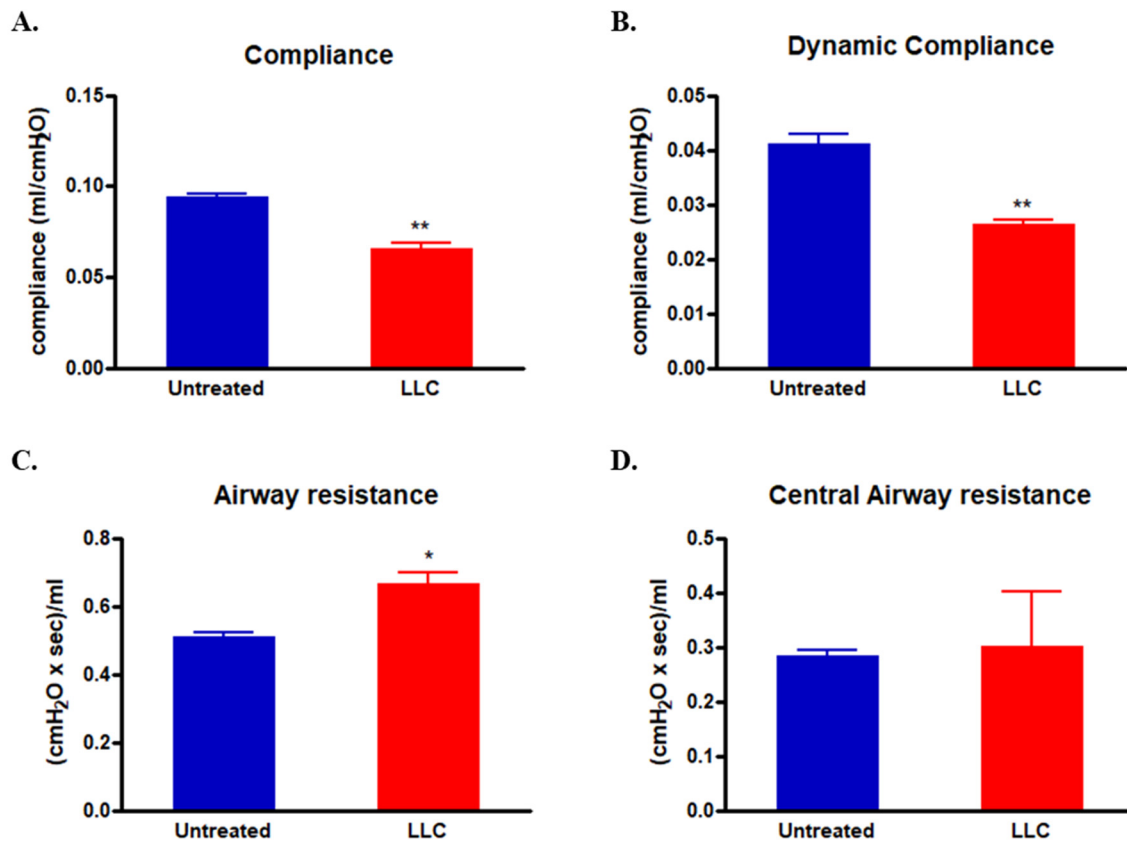 A.
Compliance
compliance (ml/cmH₂O)
0.15
0.10
0.05
0.00
**
Untreated
LLC
B.
Dynamic Compliance
compliance (ml/cmH₂O)
0.05
0.04
0.03
0.02
0.01
0.00
**
Untreated
LLC
C.
Airway resistance
(cmH₂O x sec)/ml
0.8
0.6
0.4
0.2
0.0
*
Untreated
LLC
D.
Central Airway resistance
(cmH₂O x sec)/ml
0.5
0.4
0.3
0.2
0.1
0.0
Untreated
LLC